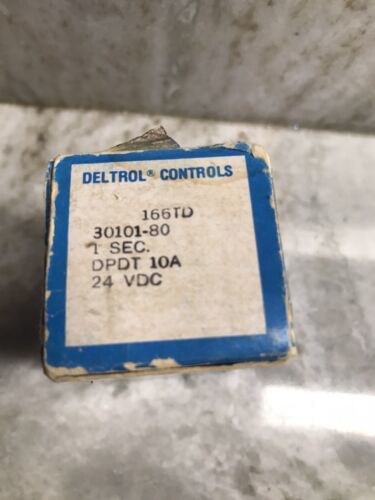 DELTROL® CONTROLS
166TD
30101-80
1 SEC.
DPDT 10A
24 VDC